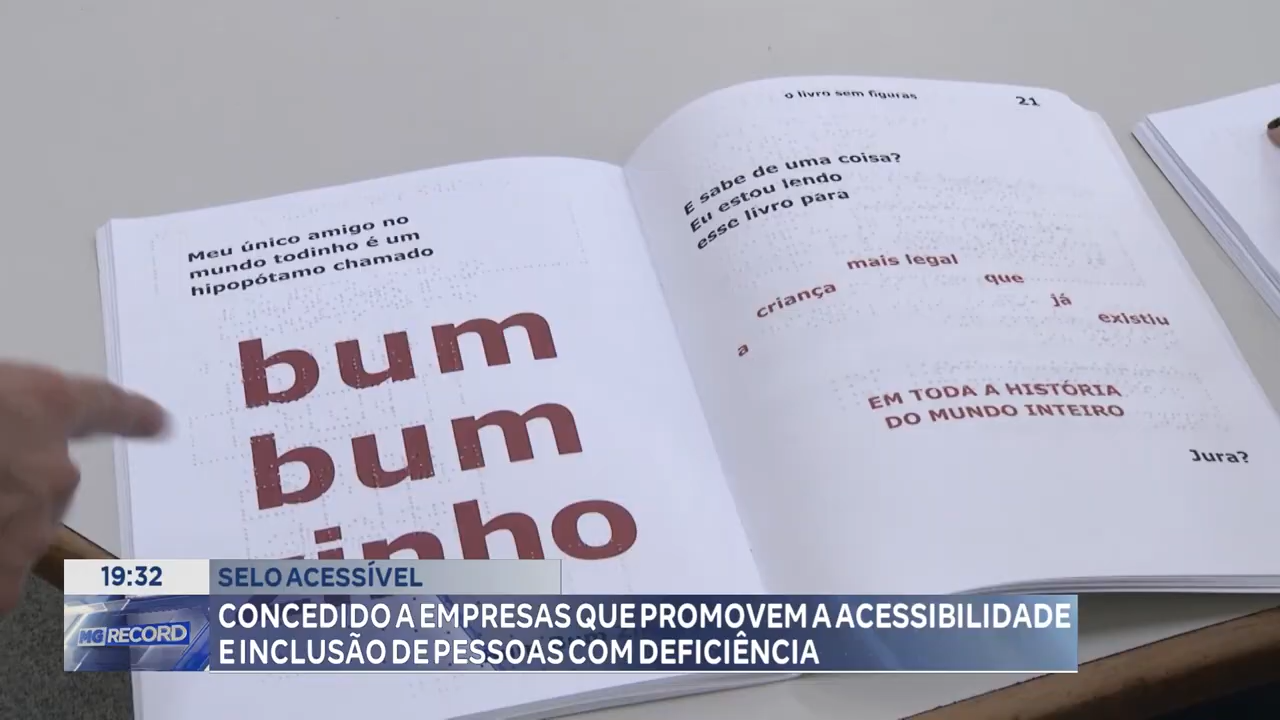 Meu único amigo no
mundo todinho é um
hipopótamo chamado
bum
bum
zinho
o livro sem figuras
21
E sabe de uma coisa?
Eu estou lendo
esse livro para
a criança mais legal que já existiu
EM TODA A HISTÓRIA
DO MUNDO INTEIRO
Jura?
19:32
SELO ACESSÍVEL
MG RECORD
CONCEDIDO A EMPRESAS QUE PROMOVEM A ACESSIBILIDADE
E INCLUSÃO DE PESSOAS COM DEFICIÊNCIA